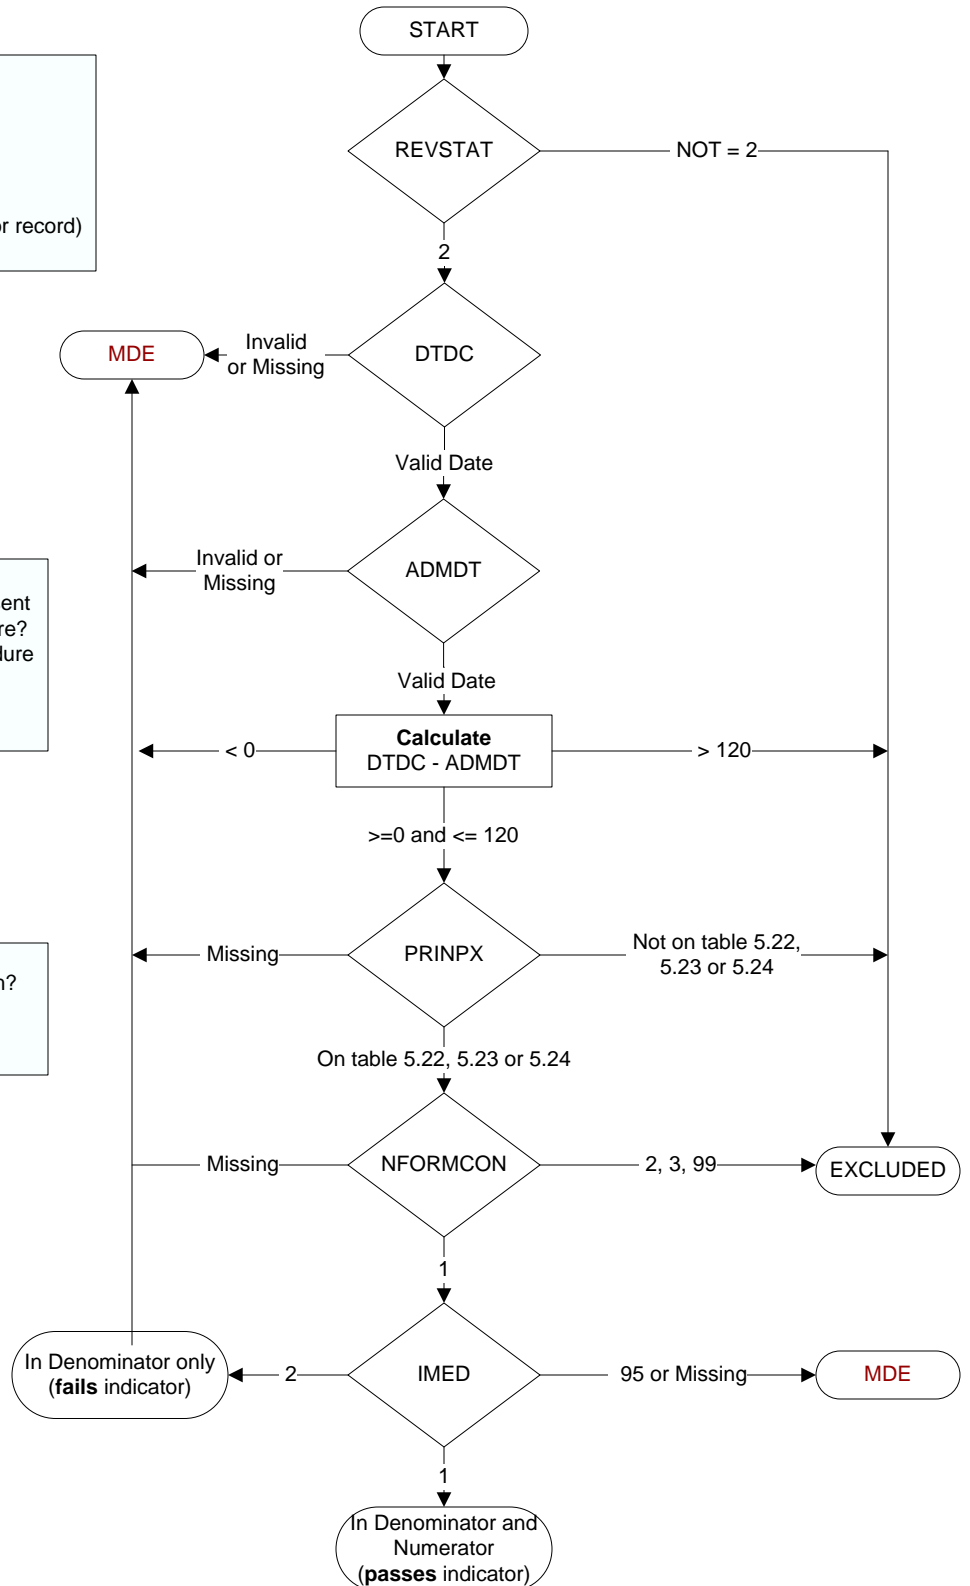 START
REVSTAT
NOT = 2
or record)
2
MDE
Invalid
or Missing
DTDC
Valid Date
Invalid or
Missing
ADMDT
ent
re?
dure
Valid Date
< 0
Calculate
DTDC - ADMDT
> 120
>=0 and <= 120
Missing
PRINPX
Not on table 5.22,
5.23 or 5.24
n?
On table 5.22, 5.23 or 5.24
Missing
NFORMCON
2, 3, 99
EXCLUDED
1
In Denominator only
(fails indicator)
2
IMED
95 or Missing
MDE
1
In Denominator and
Numerator
(passes indicator)